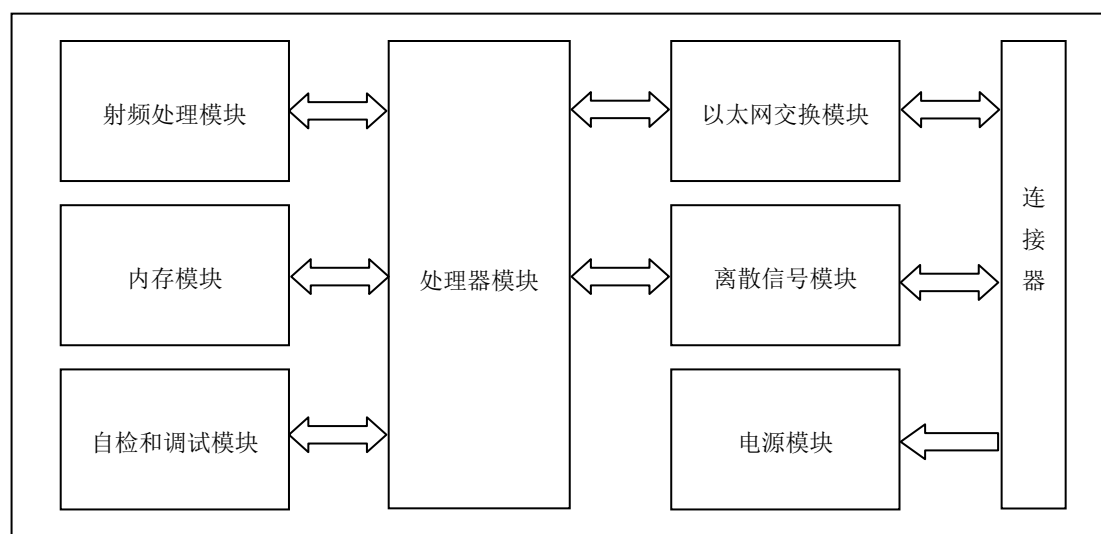 射频处理模块
以太网交换模块
内存模块
处理器模块
离散信号模块
连接器
自检和调试模块
电源模块